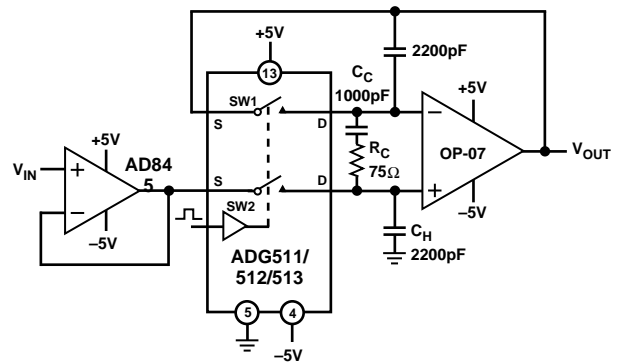 +5V
13
2200pF
C_C
1000pF
SW1
S
D
+5V
−
OP-07
V_OUT
R_C
75Ω
+5V
AD84
5
V_IN
+
−
−5V
S
D
+
−5V
SW2
C_H
2200pF
ADG511/
512/513
5
4
−5V